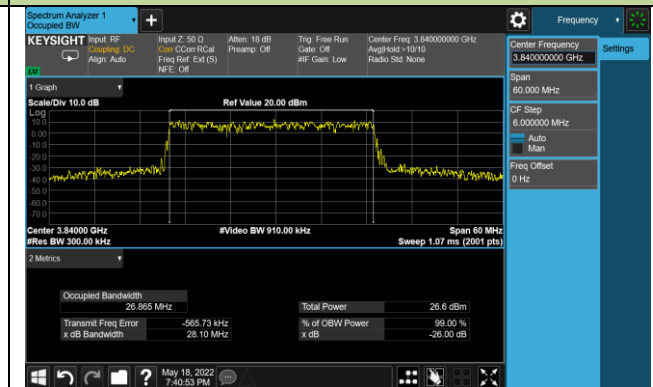 Spectrum Analyzer 1
Occupied BW
Frequency
KEYSIGHT
Input: RF
Coupling: DC
Align: Auto
Input Z: 50 Ω
Corr CCorr RCal
Freq Ref: Ext (S)
NFE: Off
Atten: 18 dB
Preamp: Off
Trig: Free Run
Gate: Off
#IF Gain: Low
Center Freq: 3.840000000 GHz
Avg|Hold:>10/10
Radio Std: None
Center Frequency
3.840000000 GHz
Settings
Span
60.000 MHz
CF Step
6.000000 MHz
Auto
Man
Freq Offset
0 Hz
1 Graph
Scale/Div 10.0 dB
Ref Value 20.00 dBm
Log
10.0
0.00
-10.0
-20.0
-30.0
-40.0
-50.0
-60.0
-70.0
Center 3.84000 GHz
#Video BW 910.00 kHz
Span 60 MHz
#Res BW 300.00 kHz
Sweep 1.07 ms (2001 pts)
2 Metrics
Occupied Bandwidth
26.865 MHz
Total Power
26.6 dBm
Transmit Freq Error
-565.73 kHz
% of OBW Power
99.00 %
x dB Bandwidth
28.10 MHz
x dB
-26.00 dB
May 18, 2022
7:40:53 PM